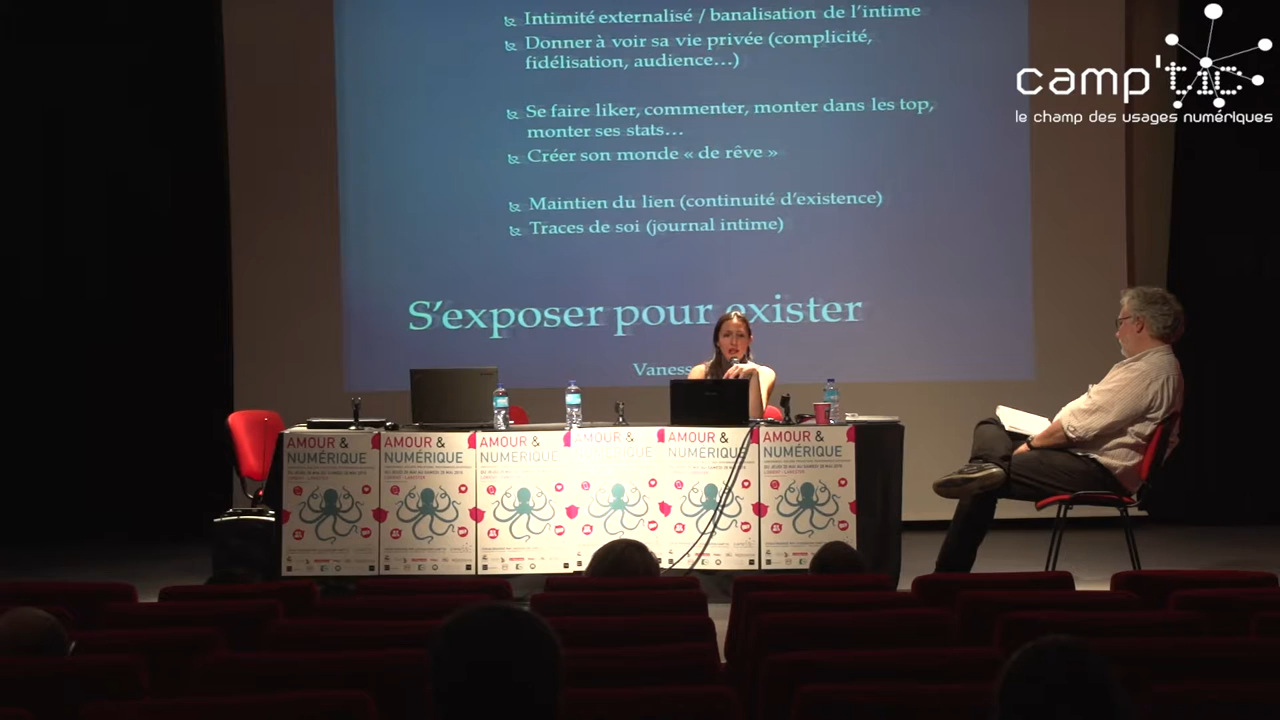 Intimité externalisé / banalisation de l'intime
Donner à voir sa vie privée (complicité,
fidélisation, audience...)
Se faire liker, commenter, monter dans les top,
monter ses stats...
Créer son monde « de rêve »
Maintien du lien (continuité d'existence)
Traces de soi (journal intime)
S'exposer pour exister
Vaness
camp'tic
le champ des usages numériques
AMOUR &
NUMÉRIQUE
AMOUR &
NUMÉRIQUE
AMOUR &
NUMÉRIQUE
AMOUR &
NUMÉRIQUE
AMOUR &
NUMÉRIQUE
AMOUR &
NUMÉRIQUE